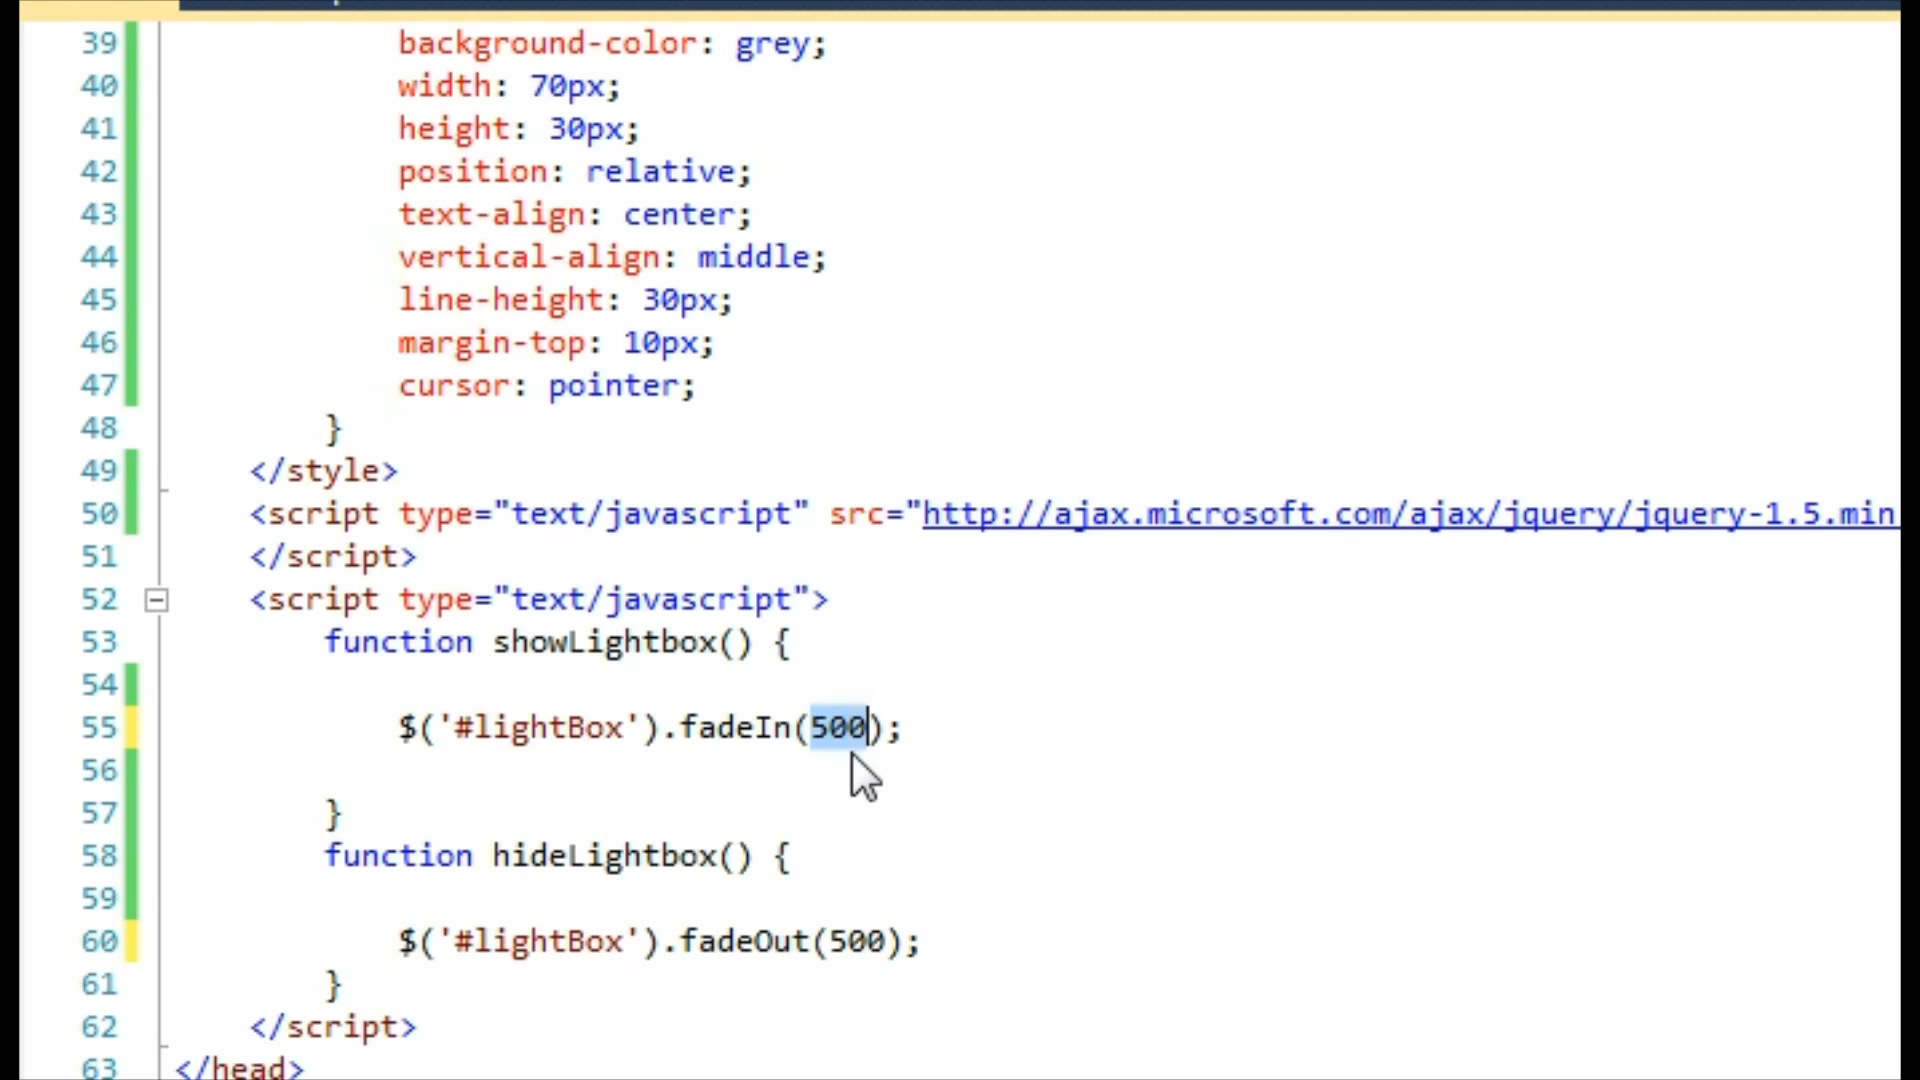 39 background-color: grey;
40 width: 70px;
41 height: 30px;
42 position: relative;
43 text-align: center;
44 vertical-align: middle;
45 line-height: 30px;
46 margin-top: 10px;
47 cursor: pointer;
48 }
49 </style>
50 <script type="text/javascript" src="http://ajax.microsoft.com/ajax/jquery/jquery-1.5.min.
51 </script>
52 <script type="text/javascript">
53 function showLightbox() {
54
55 $('#lightBox').fadeIn(500);
56
57 }
58 function hideLightbox() {
59
60 $('#lightBox').fadeOut(500);
61 }
62 </script>
63 </head>